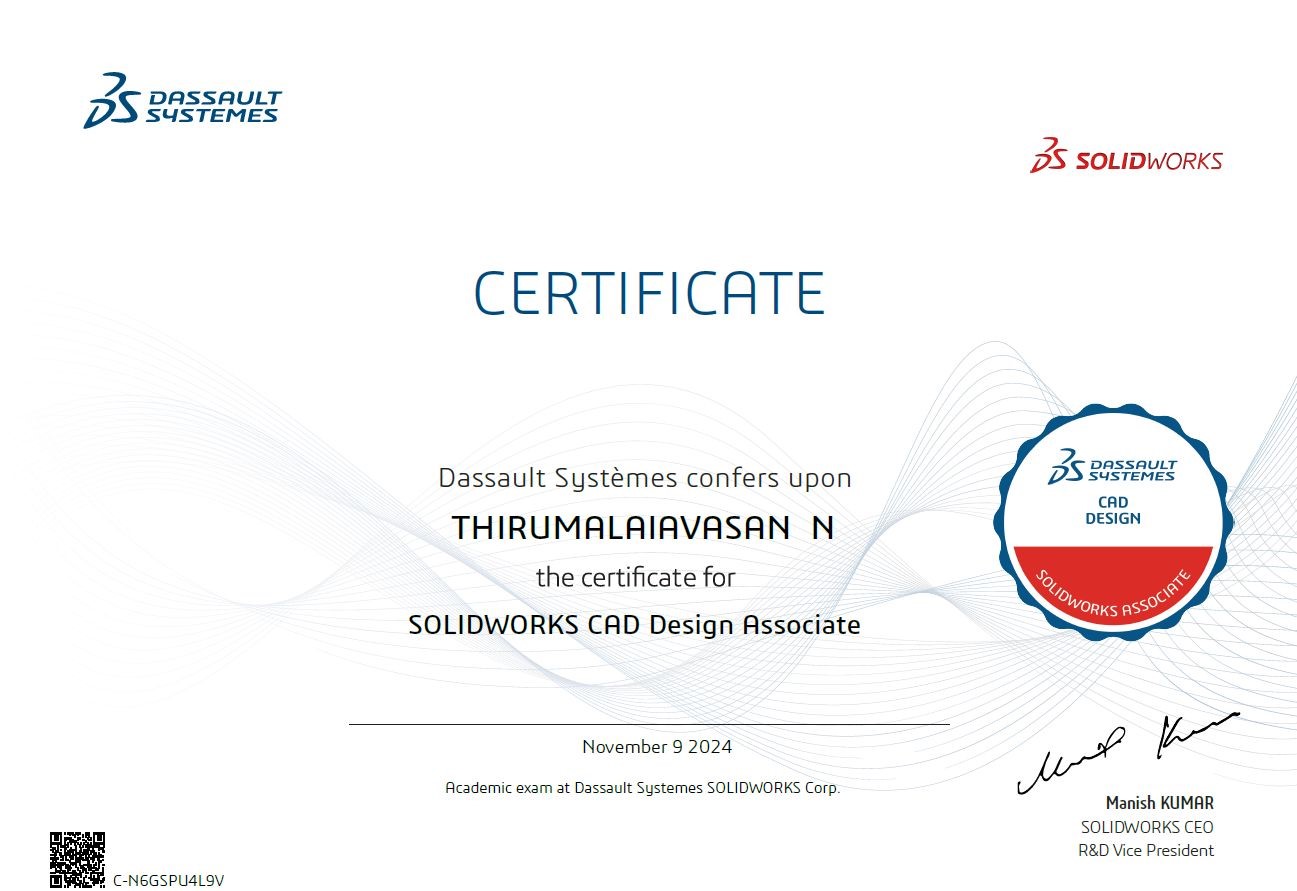 DASSAULT
SYSTEMES
SOLIDWORKS
CERTIFICATE
Dassault Systèmes confers upon
THIRUMALAIAVASAN N
the certificate for
SOLIDWORKS CAD Design Associate
DASSAULT
SYSTEMES
CAD
DESIGN
SOLIDWORKS ASSOCIATE
November 9 2024
Academic exam at Dassault Systemes SOLIDWORKS Corp.
Manish KUMAR
SOLIDWORKS CEO
R&D Vice President
C-N6GSPU4L9V